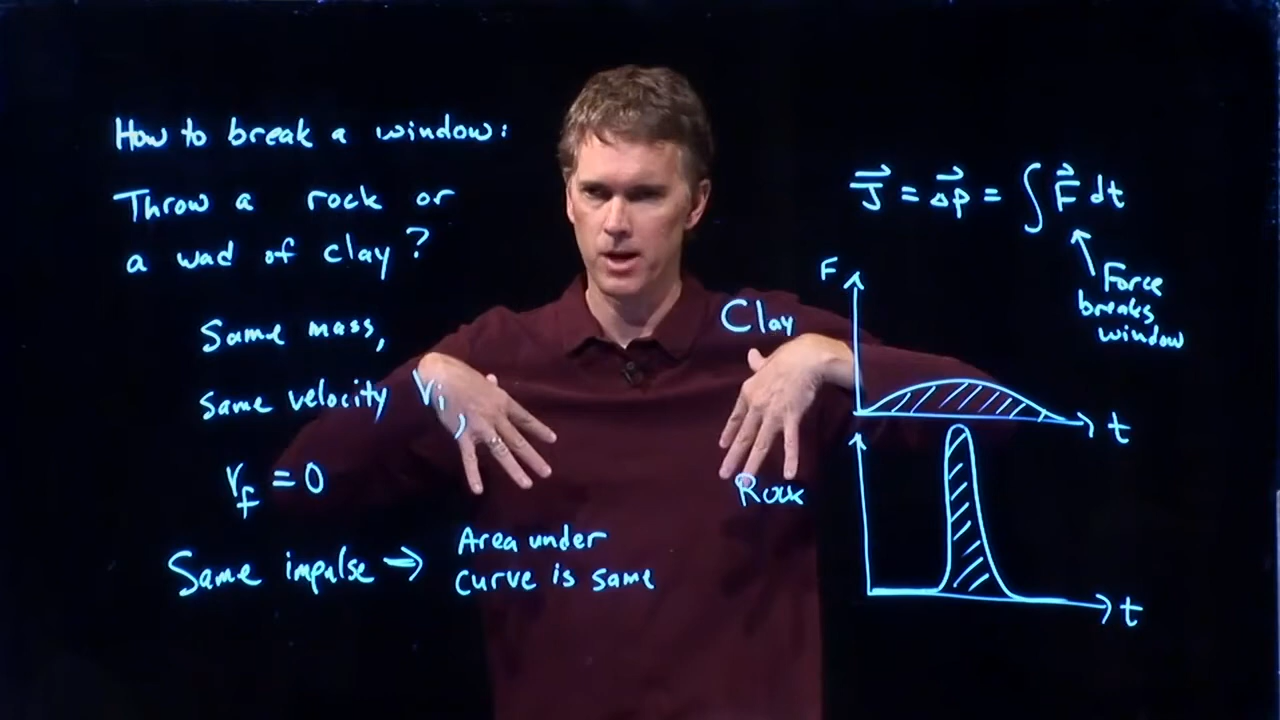 How to break a window:
Throw a rock or
a wad of clay?
Same mass,
Same velocity Vi,
Vf = 0
Same impulse ⇒ Area under
curve is same
J⃗ = Δp⃗ = ∫ F⃗ dt
Force
breaks
window
F
Clay
t
Rock
t